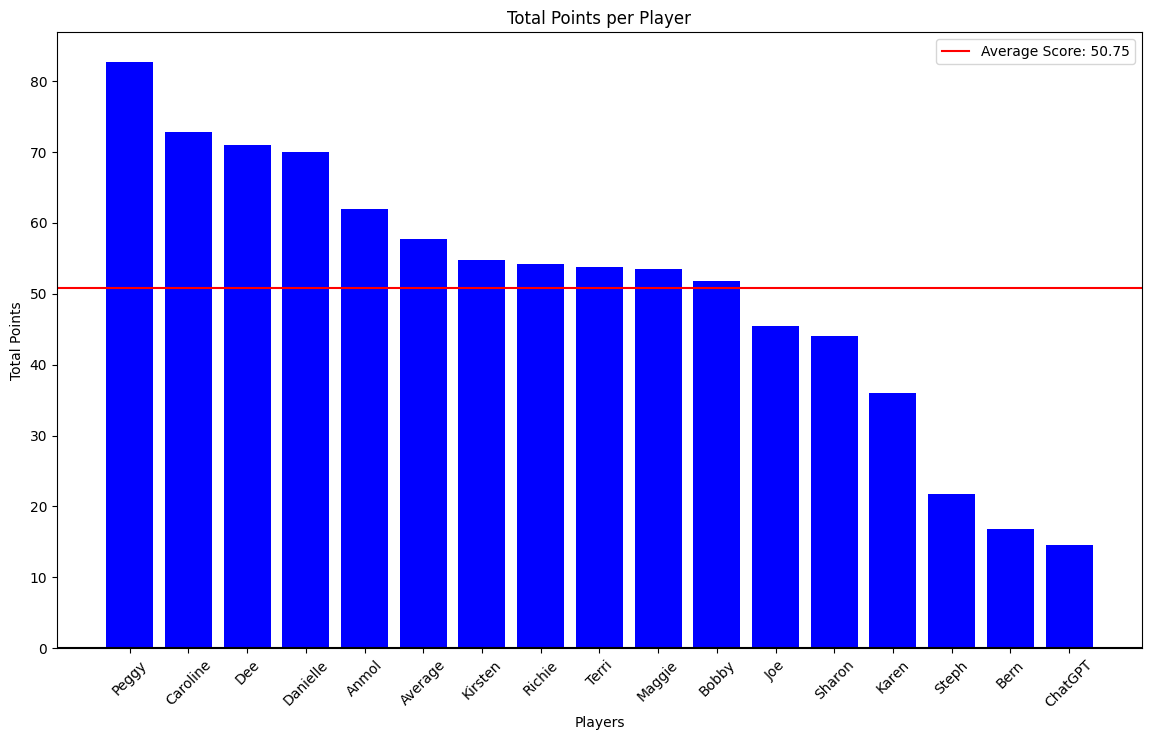 Total Points per Player
Average Score: 50.75
Total Points
80
70
60
50
40
30
20
10
0
Peggy
Caroline
Dee
Danielle
Anmol
Average
Kirsten
Richie
Terri
Maggie
Bobby
Joe
Sharon
Karen
Steph
Bern
ChatGPT
Players